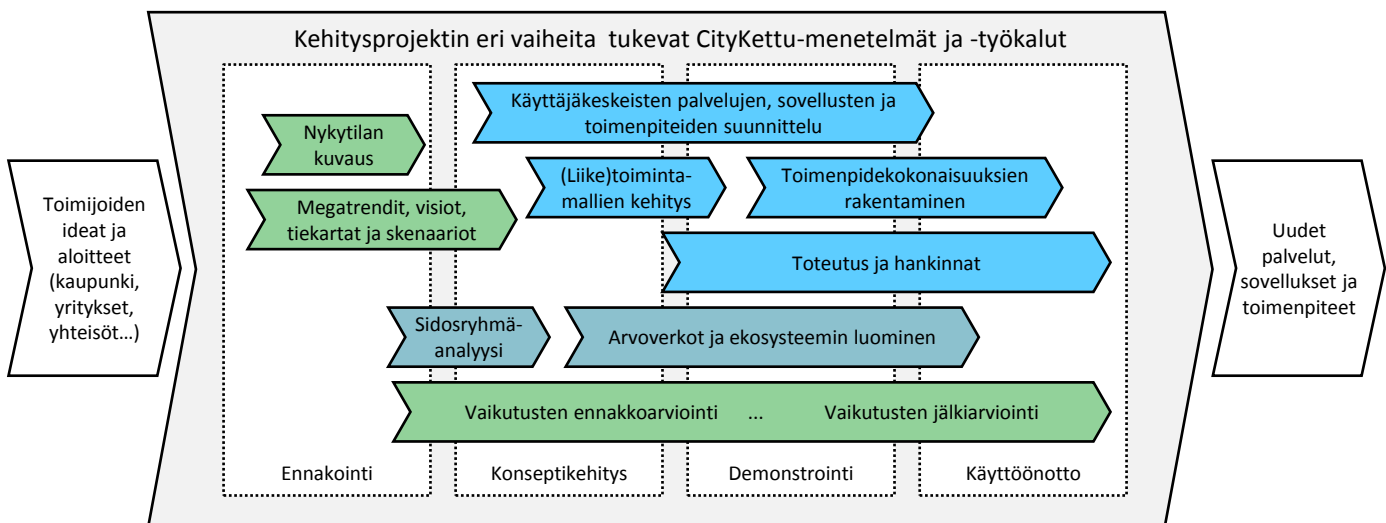 Kehitysprojektin eri vaiheita tukevat CityKettu-menetelmät ja -työkalut
Toimijoiden
ideat ja
aloitteet
(kaupunki,
yritykset,
yhteisöt...)
Nykytilan
kuvaus
Megatrendit, visiot,
tiekartat ja skenaariot
Käyttäjäkeskeisten palvelujen, sovellusten ja
toimenpiteiden suunnittelu
(Liike)toiminta-
mallien kehitys
Toimenpidekokonaisuuksien
rakentaminen
Toteutus ja hankinnat
Sidosryhmä-
analyysi
Arvoverkot ja ekosysteemin luominen
Vaikutusten ennakkoarviointi ... Vaikutusten jälkiarviointi
Ennakointi
Konseptikehitys
Demonstrointi
Käyttöönotto
Uudet
palvelut,
sovellukset ja
toimenpiteet